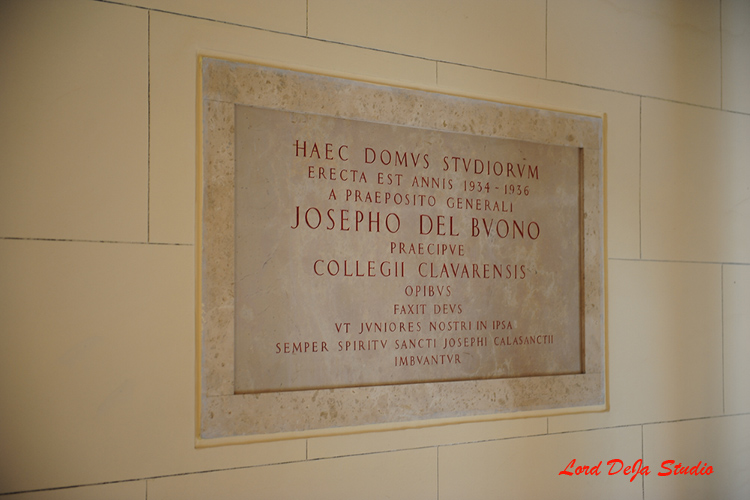 HAEC DOMVS STVDIORVM
ERECTA EST ANNIS 1934 - 1936
A PRAEPOSITO GENERALI
JOSEPHO DEL BVONO
PRAECIPVE
COLLEGII CLAVARENSIS
OPIBVS
FAXIT DEVS
VT JVNIORES NOSTRI IN IPSA
SEMPER SPIRITV SANCTI JOSEPHI CALASANCTII
IMBVANTVR
Lord DeJa Studio